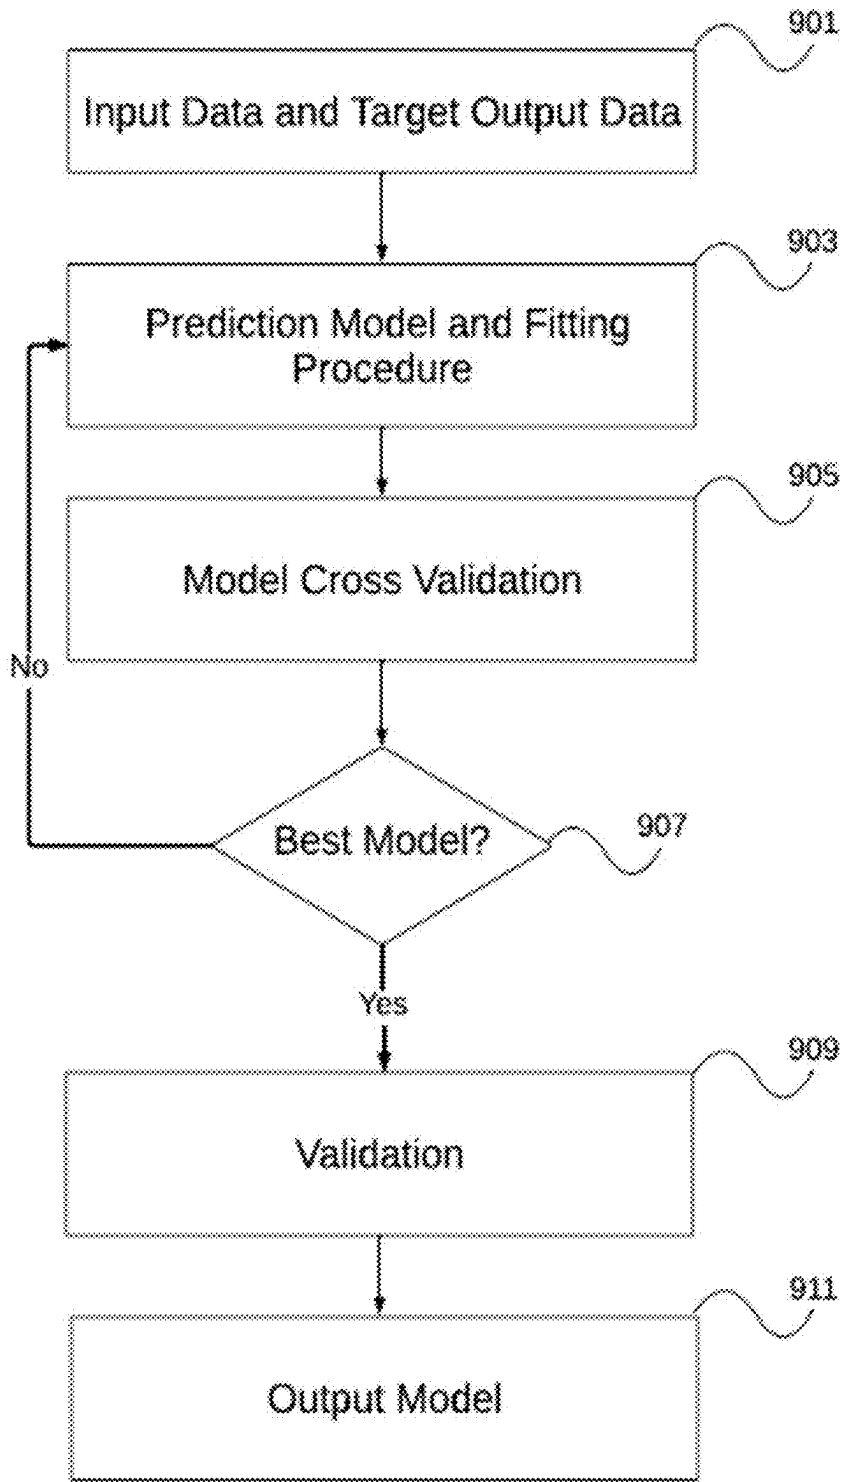 901
Input Data and Target Output Data
903
Prediction Model and Fitting
Procedure
905
Model Cross Validation
No
Best Model?
907
Yes
909
Validation
911
Output Model